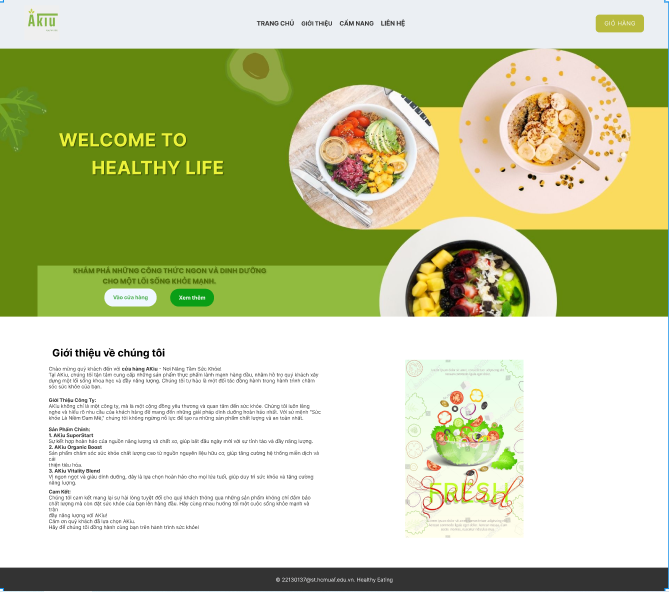 AKiu
TRANG CHỦ GIỚI THIỆU CẨM NANG LIÊN HỆ
GIỎ HÀNG
WELCOME TO
HEALTHY LIFE
KHÁM PHÁ NHỮNG CÔNG THỨC NGON VÀ DINH DƯỠNG
CHO MỘT LỐI SỐNG KHỎE MẠNH.
Vào cửa hàng
Xem thêm
Giới thiệu về chúng tôi
Chào mừng quý khách đến với cửa hàng AKiu - Nơi Nâng Tầm Sức Khỏe!
Tại AKiu, chúng tôi tận tâm cung cấp những sản phẩm thực phẩm lành mạnh hàng đầu, nhằm hỗ trợ quý khách xây
dựng một lối sống khoa học và đầy năng lượng. Chúng tôi tự hào là một đối tác đồng hành trong hành trình chăm
sóc sức khỏe của bạn.
Giới Thiệu Công Ty:
AKiu không chỉ là một công ty, mà là một cộng đồng yêu thương và quan tâm đến sức khỏe. Chúng tôi luôn lắng
nghe và hiểu rõ nhu cầu của khách hàng để mang đến những giải pháp dinh dưỡng hoàn hảo nhất. Với sứ mệnh "Sức
khỏe Là Niềm Đam Mê," chúng tôi không ngừng nỗ lực để tạo ra những sản phẩm chất lượng và an toàn nhất.
Sản Phẩm Chính:
1. AKiu SuperStart
Sự kết hợp hoàn hảo của nguồn năng lượng và chất xơ, giúp bắt đầu ngày mới với sự tỉnh táo và đầy năng lượng.
2. AKiu Organic Boost
Sản phẩm chăm sóc sức khỏe chất lượng cao từ nguồn nguyên liệu hữu cơ, giúp tăng cường hệ thống miễn dịch và
cải
thiện tiêu hóa.
3. AKiu Vitality Blend
Vị ngon ngọt và giàu dinh dưỡng, đây là lựa chọn hoàn hảo cho mọi lứa tuổi, giúp duy trì sức khỏe và tăng cường
năng lượng.
Cam Kết:
Chúng tôi cam kết mang lại sự hài lòng tuyệt đối cho quý khách thông qua những sản phẩm không chỉ đảm bảo
chất lượng mà còn đặt sức khỏe của bạn lên hàng đầu. Hãy cùng nhau hướng tới một cuộc sống khỏe mạnh và
tràn
đầy năng lượng với AKiu!
Cảm ơn quý khách đã lựa chọn AKiu.
Hãy để chúng tôi đồng hành cùng bạn trên hành trình sức khỏe!
FRESH
Salad
© 22130137@st.hcmuaf.edu.vn. Healthy Eating